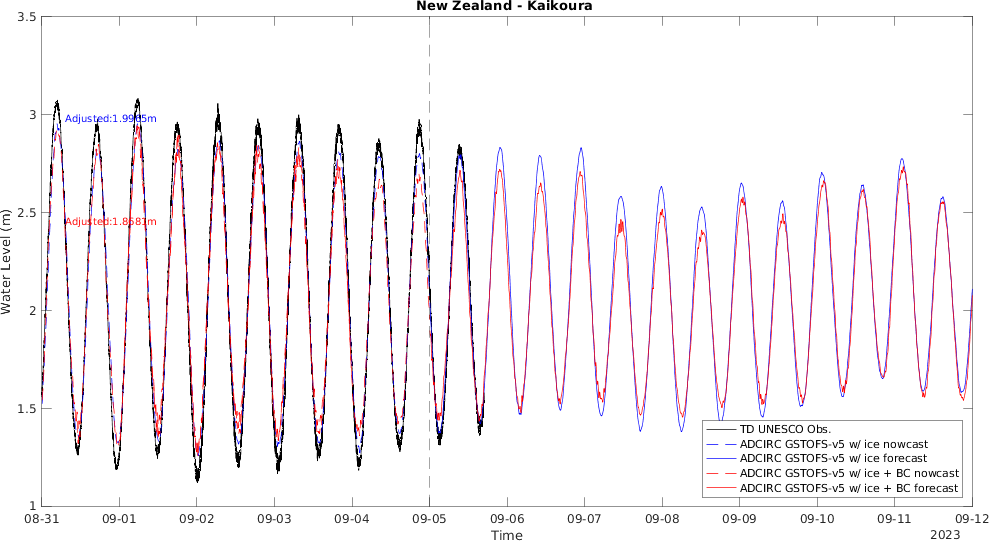 New Zealand - Kaikoura
Water Level (m)
3.5
3
2.5
2
1.5
1
Adjusted:1.9965m
Adjusted:1.8681m
TD UNESCO Obs.
ADCIRC GSTOFS-v5 w/ ice nowcast
ADCIRC GSTOFS-v5 w/ ice forecast
ADCIRC GSTOFS-v5 w/ ice + BC nowcast
ADCIRC GSTOFS-v5 w/ ice + BC forecast
08-31 09-01 09-02 09-03 09-04 09-05 09-06 09-07 09-08 09-09 09-10 09-11 09-12
Time
2023